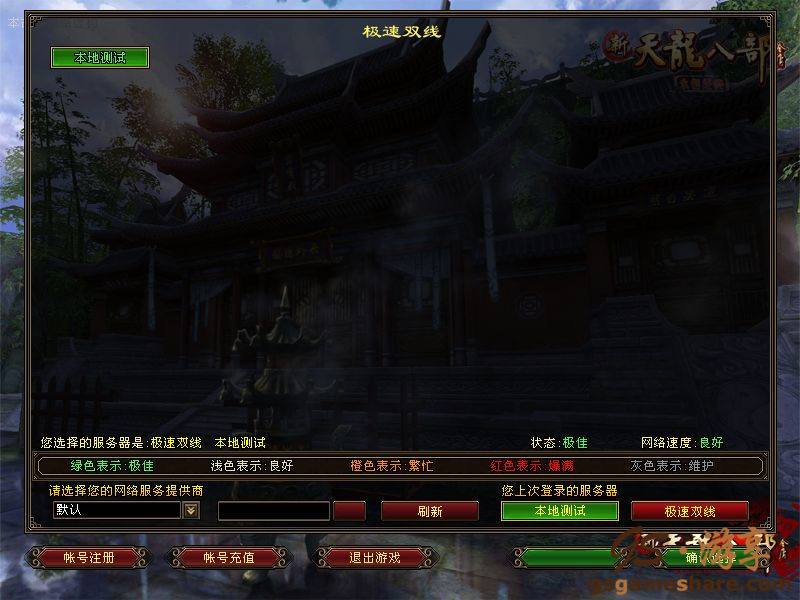 极速双线
本地测试
新天龍八部
您选择的服务器是:极速双线 本地测试 状态:极佳 网络速度:良好
绿色表示:极佳 浅色表示:良好 橙色表示:繁忙 红色表示:爆满 灰色表示:维护
请选择您的网络服务提供商 您上次登录的服务器
默认 刷新 本地测试 极速双线
帐号注册 帐号充值 退出游戏
gsgameshare.com